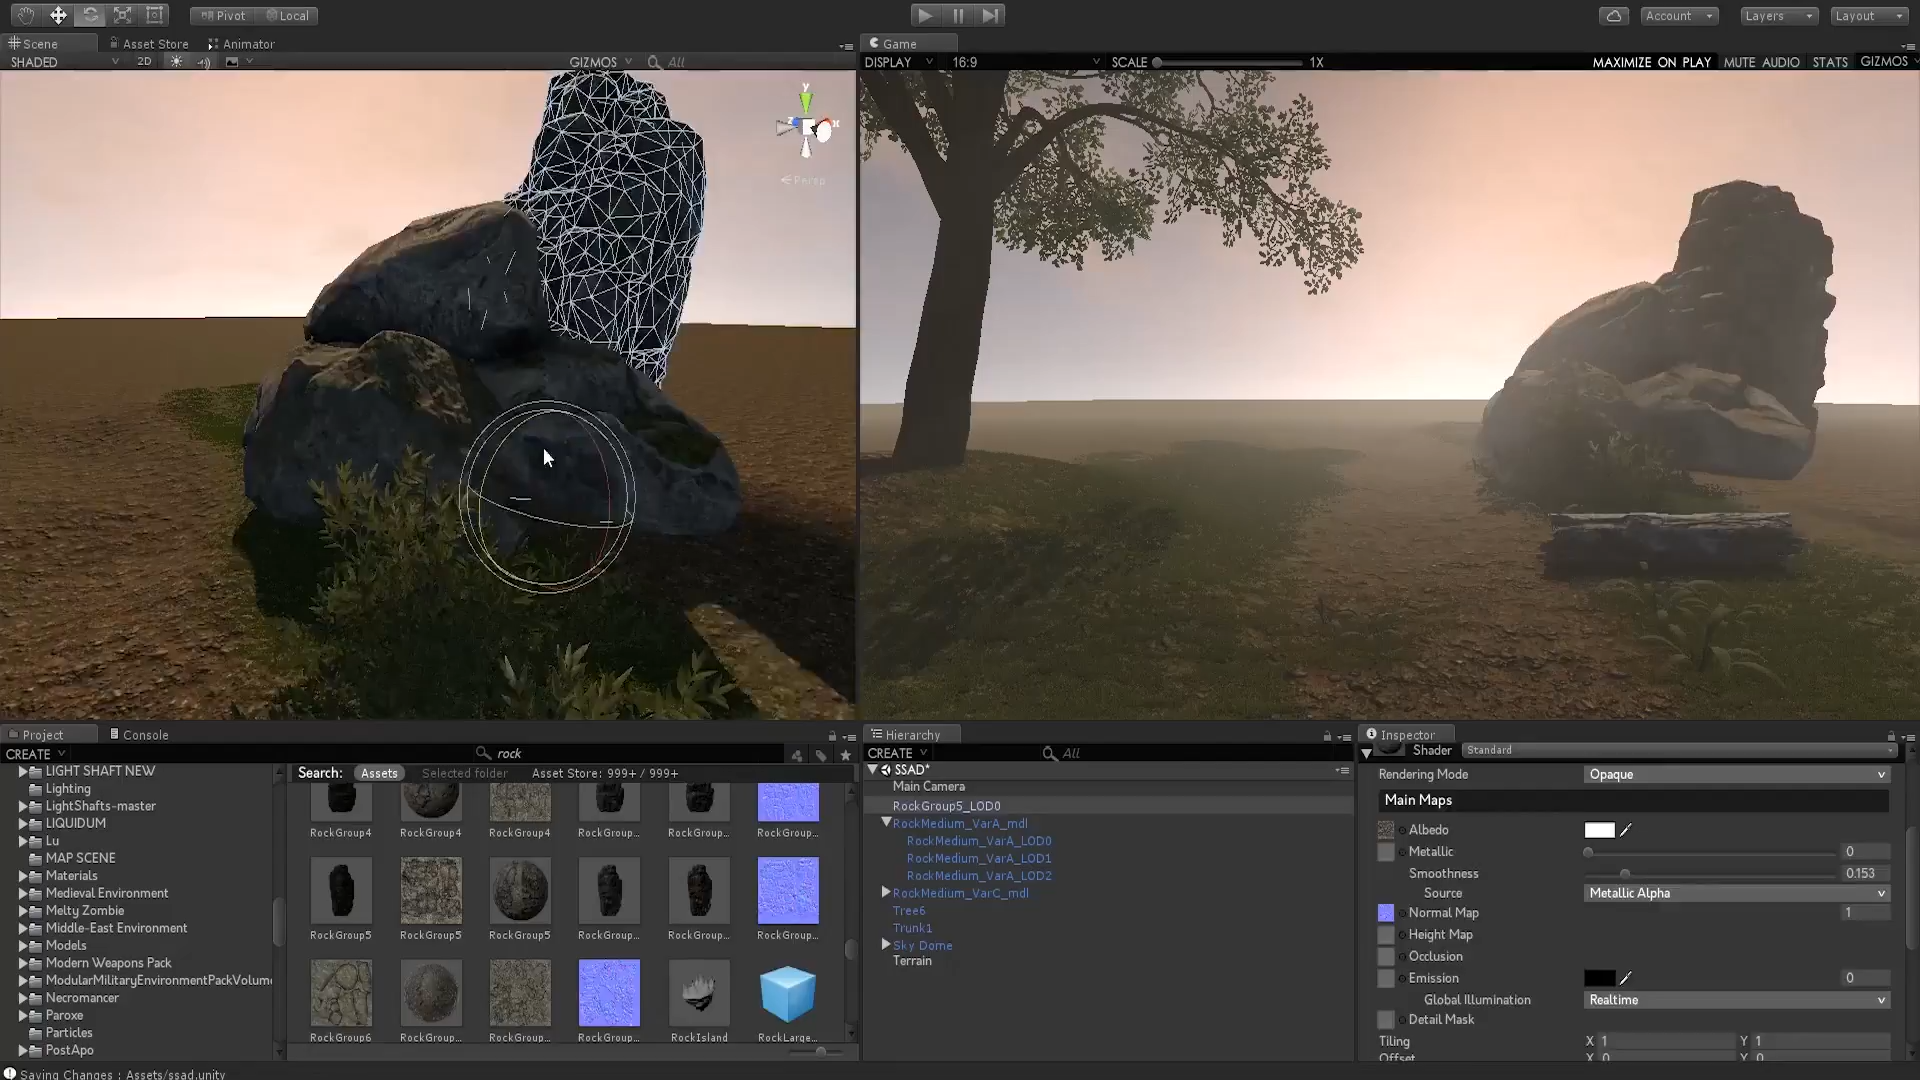 Pivot Local Account Layers Layout
Scene Asset Store Animator
SHADED 2D GIZMOS All
y
x
z
Persp
Game
DISPLAY 16:9 SCALE 1X MAXIMIZE ON PLAY MUTE AUDIO STATS GIZMOS
Project Console
CREATE rock
LIGHT SHAFT NEW
Lighting
LightShafts-master
LIQUIDUM
Lu
MAP SCENE
Materials
Medieval Environment
Melty Zombie
Middle-East Environment
Models
Modern Weapons Pack
ModularMilitaryEnvironmentPackVolum
Necromancer
Paroxe
Particles
PostApo
Search: Assets Selected folder Asset Store: 999+ / 999+
RockGroup4 RockGroup4 RockGroup4 RockGroup... RockGroup... RockGroup...
RockGroup5 RockGroup5 RockGroup5 RockGroup... RockGroup... RockGroup...
RockGroup6 RockGroup... RockGroup... RockGroup... RockIsland RockLarge...
Hierarchy
CREATE All
SSAD*
Main Camera
RockGroup5_LOD0
RockMedium_VarA_mdl
RockMedium_VarA_LOD0
RockMedium_VarA_LOD1
RockMedium_VarA_LOD2
RockMedium_VarC_mdl
Tree6
Trunk1
Sky Dome
Terrain
Inspector
Shader Standard
Rendering Mode Opaque
Main Maps
Albedo
Metallic 0
Smoothness 0.153
Source Metallic Alpha
Normal Map 1
Height Map
Occlusion
Emission 0
Global Illumination Realtime
Detail Mask
Tiling X 1 Y 1
Offset X 0 Y 0
Saving Changes : Assets/ssad.unity